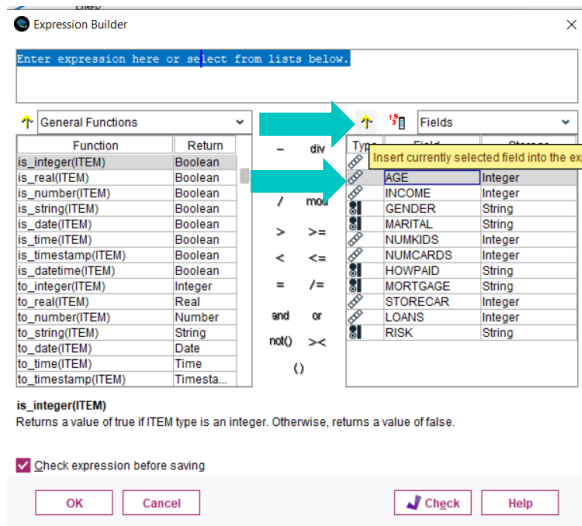 Expression Builder
Enter expression here or select from lists below.
General Functions
Fields
Function Return
is_integer(ITEM) Boolean
is_real(ITEM) Boolean
is_number(ITEM) Boolean
is_string(ITEM) Boolean
is_date(ITEM) Boolean
is_time(ITEM) Boolean
is_timestamp(ITEM) Boolean
is_datetime(ITEM) Boolean
to_integer(ITEM) Integer
to_real(ITEM) Real
to_number(ITEM) Number
to_string(ITEM) String
to_date(ITEM) Date
to_time(ITEM) Time
to_timestamp(ITEM) Timesta...
- div
/ mod
> >=
< <=
= /=
and or
not() ><
()
Insert currently selected field into the
AGE Integer
INCOME Integer
GENDER String
MARITAL String
NUMKIDS Integer
NUMCARDS Integer
HOWPAID String
MORTGAGE String
STORECAR Integer
LOANS Integer
RISK String
is_integer(ITEM)
Returns a value of true if ITEM type is an integer. Otherwise, returns a value of false.
Check expression before saving
OK Cancel Check Help